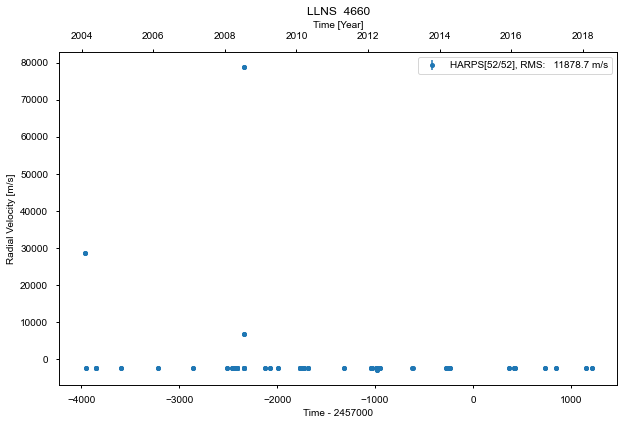 LLNS 4660
Time [Year]
2004 2006 2008 2010 2012 2014 2016 2018
HARPS[52/52], RMS: 11878.7 m/s
80000
70000
60000
50000
40000
30000
20000
10000
0
Radial Velocity [m/s]
−4000 −3000 −2000 −1000 0 1000
Time - 2457000